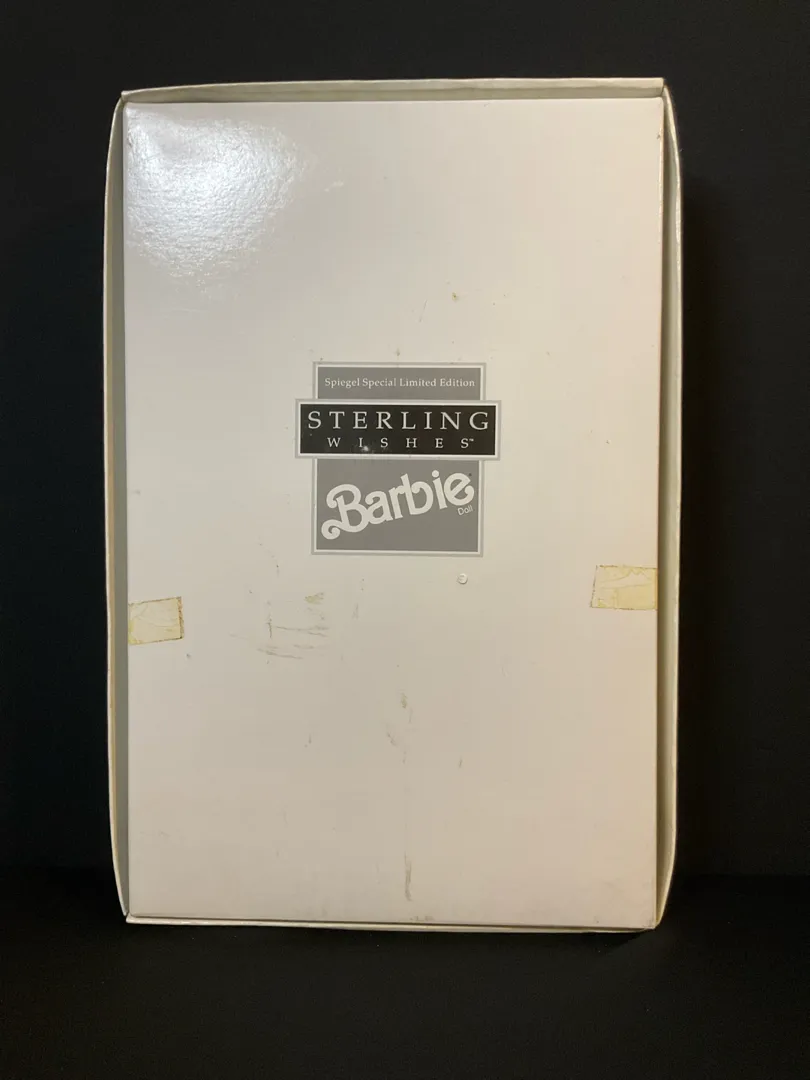 Spiegel Special Limited Edition
STERLING
WISHES™
Barbie
Doll